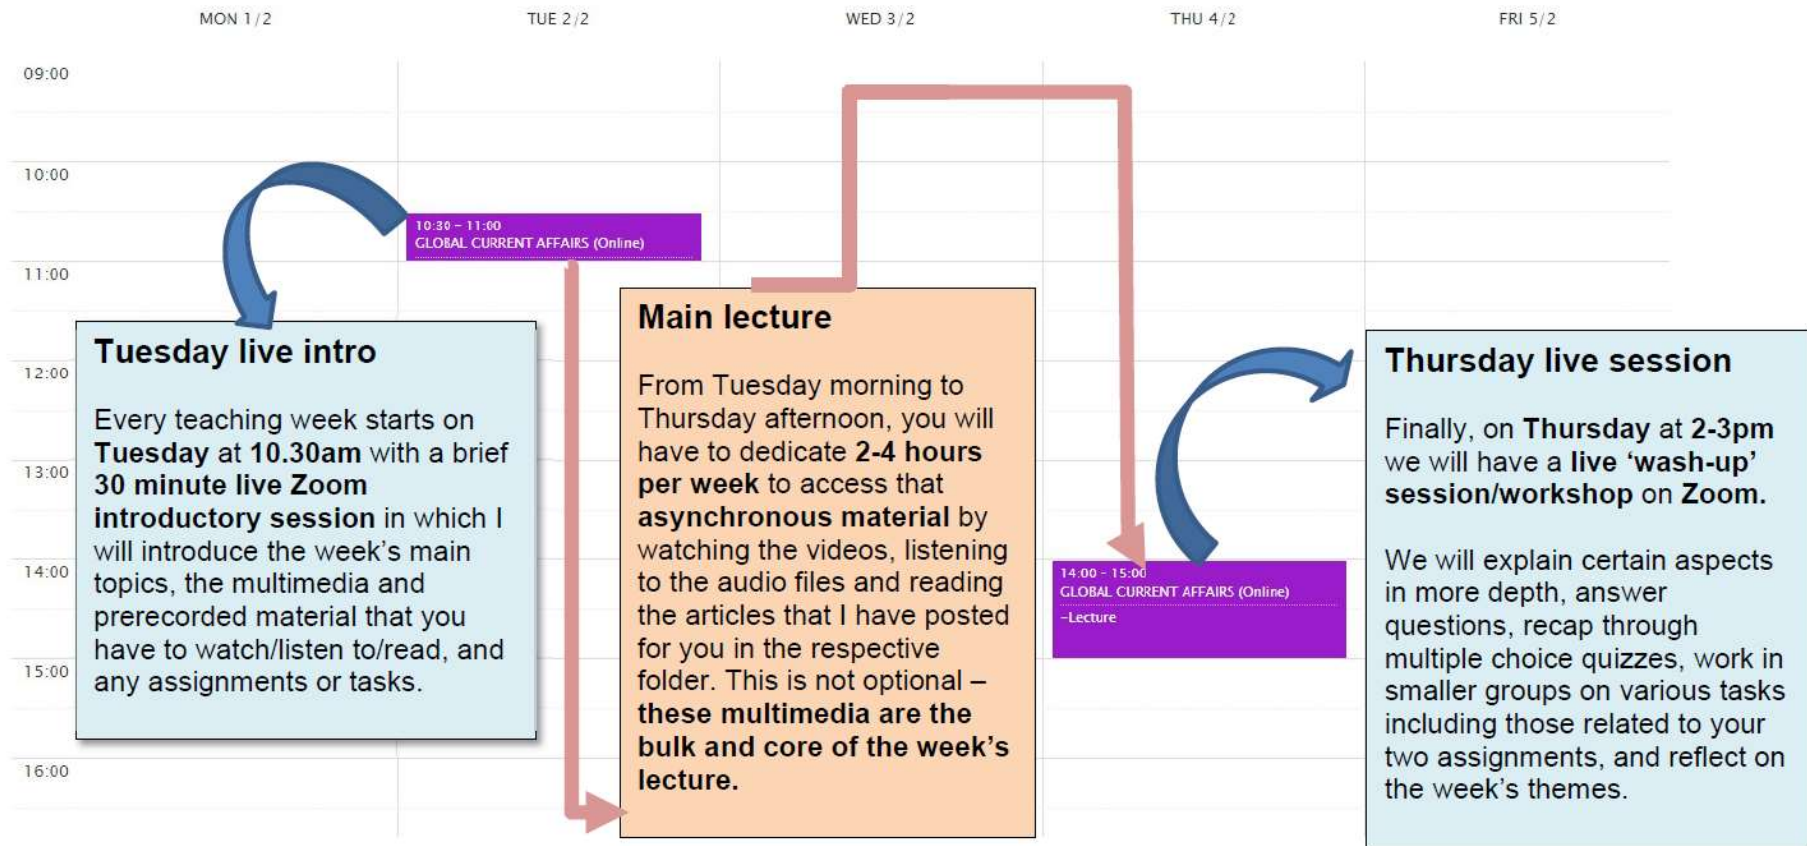 MON 1/2
TUE 2/2
WED 3/2
THU 4/2
FRI 5/2
09:00
10:00
11:00
12:00
13:00
14:00
15:00
16:00
10:30 – 11:00
GLOBAL CURRENT AFFAIRS (Online)
Tuesday live intro
Every teaching week starts on
Tuesday at 10.30am with a brief
30 minute live Zoom
introductory session in which I
will introduce the week's main
topics, the multimedia and
prerecorded material that you
have to watch/listen to/read, and
any assignments or tasks.
Main lecture
From Tuesday morning to
Thursday afternoon, you will
have to dedicate 2-4 hours
per week to access that
asynchronous material by
watching the videos, listening
to the audio files and reading
the articles that I have posted
for you in the respective
folder. This is not optional –
these multimedia are the
bulk and core of the week's
lecture.
14:00 – 15:00
GLOBAL CURRENT AFFAIRS (Online)
–Lecture
Thursday live session
Finally, on Thursday at 2-3pm
we will have a live ‘wash-up’
session/workshop on Zoom.
We will explain certain aspects
in more depth, answer
questions, recap through
multiple choice quizzes, work in
smaller groups on various tasks
including those related to your
two assignments, and reflect on
the week's themes.